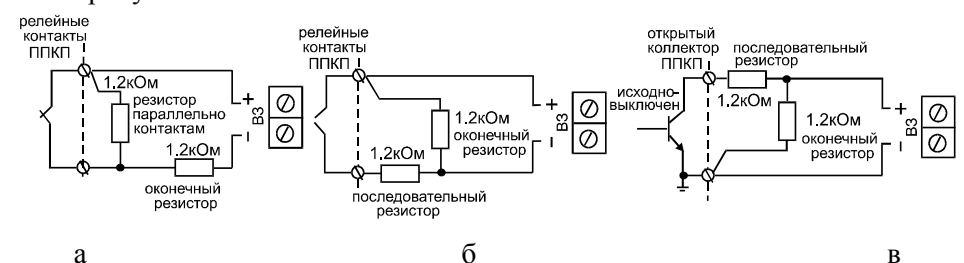 релейные
контакты
ППКП
1.2кОм
резистор
параллельно
контактам
1.2кОм
оконечный
резистор
+
–
ВЗ
релейные
контакты
ППКП
1.2кОм
оконечный
резистор
1.2кОм
последовательный
резистор
+
–
ВЗ
открытый
коллектор
ППКП
последовательный
резистор
исходно-
выключен
1.2кОм
1.2кОм
оконечный
резистор
+
–
ВЗ
а б в